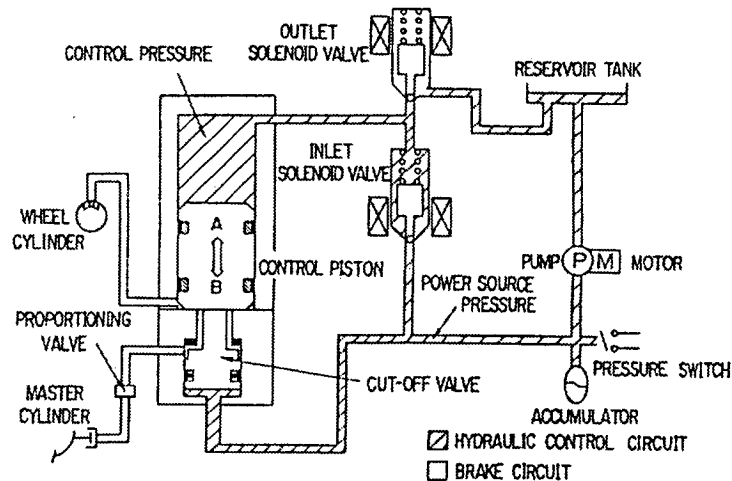 OUTLET
SOLENOID VALVE
CONTROL PRESSURE
RESERVOIR TANK
INLET
SOLENOID VALVE
WHEEL
CYLINDER
A
B
CONTROL PISTON
PUMP
P
M
MOTOR
POWER SOURCE
PRESSURE
PROPORTIONING
VALVE
MASTER
CYLINDER
CUT-OFF VALVE
PRESSURE SWITCH
ACCUMULATOR
HYDRAULIC CONTROL CIRCUIT
BRAKE CIRCUIT